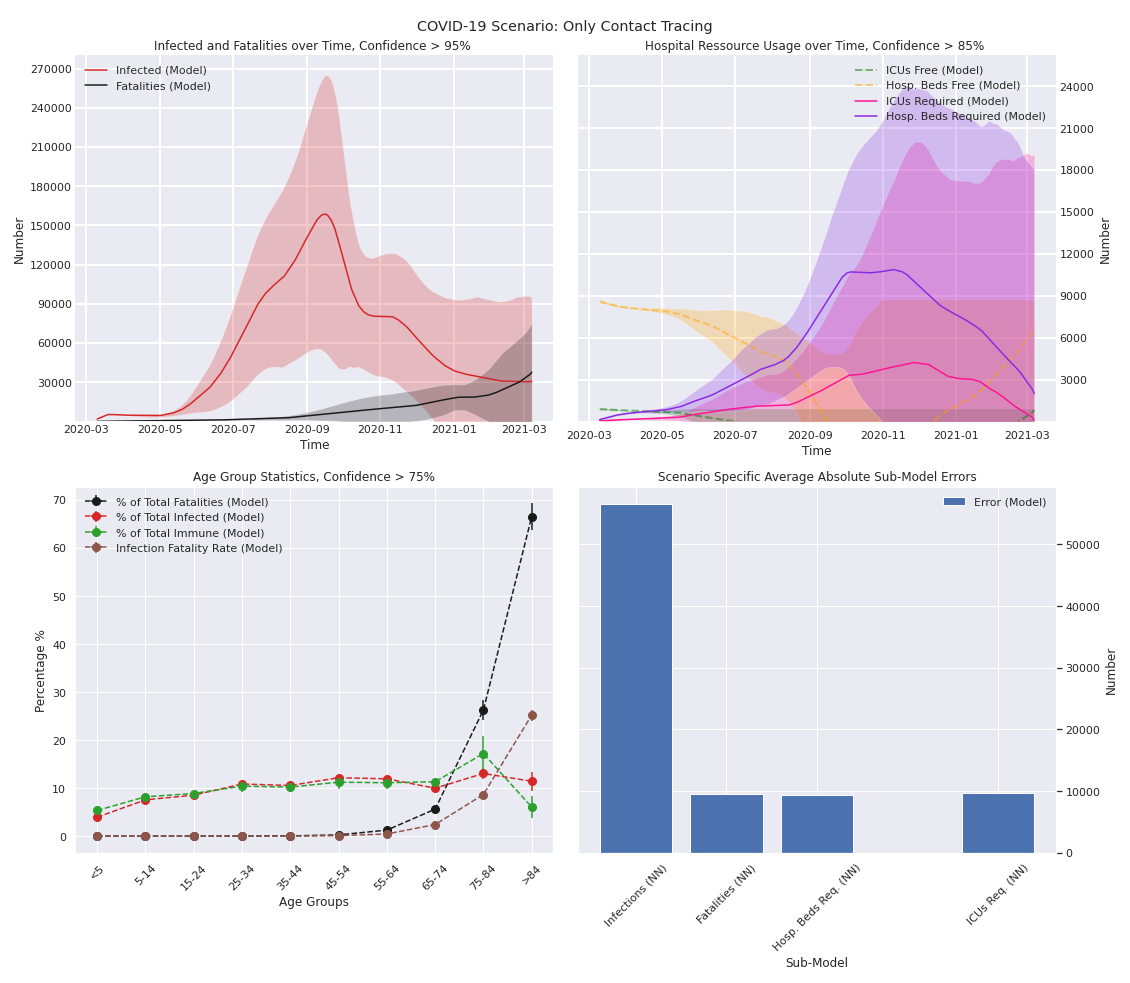 COVID-19 Scenario: Only Contact Tracing
Infected and Fatalities over Time, Confidence > 95%
270000
240000
210000
180000
150000
120000
90000
60000
30000
Number
Infected (Model)
Fatalities (Model)
2020-03 2020-05 2020-07 2020-09 2020-11 2021-01 2021-03
Time
Hospital Ressource Usage over Time, Confidence > 85%
ICUs Free (Model)
Hosp. Beds Free (Model)
ICUs Required (Model)
Hosp. Beds Required (Model)
24000
21000
18000
15000
12000
9000
6000
3000
Number
2020-03 2020-05 2020-07 2020-09 2020-11 2021-01 2021-03
Time
Age Group Statistics, Confidence > 75%
70
60
50
40
30
20
10
0
Percentage %
% of Total Fatalities (Model)
% of Total Infected (Model)
% of Total Immune (Model)
Infection Fatality Rate (Model)
<5 5-14 15-24 25-34 35-44 45-54 55-64 65-74 75-84 >84
Age Groups
Scenario Specific Average Absolute Sub-Model Errors
Error (Model)
50000
40000
30000
20000
10000
0
Number
Infections (NN) Fatalities (NN) Hosp. Beds Req. (NN) ICUs Req. (NN)
Sub-Model